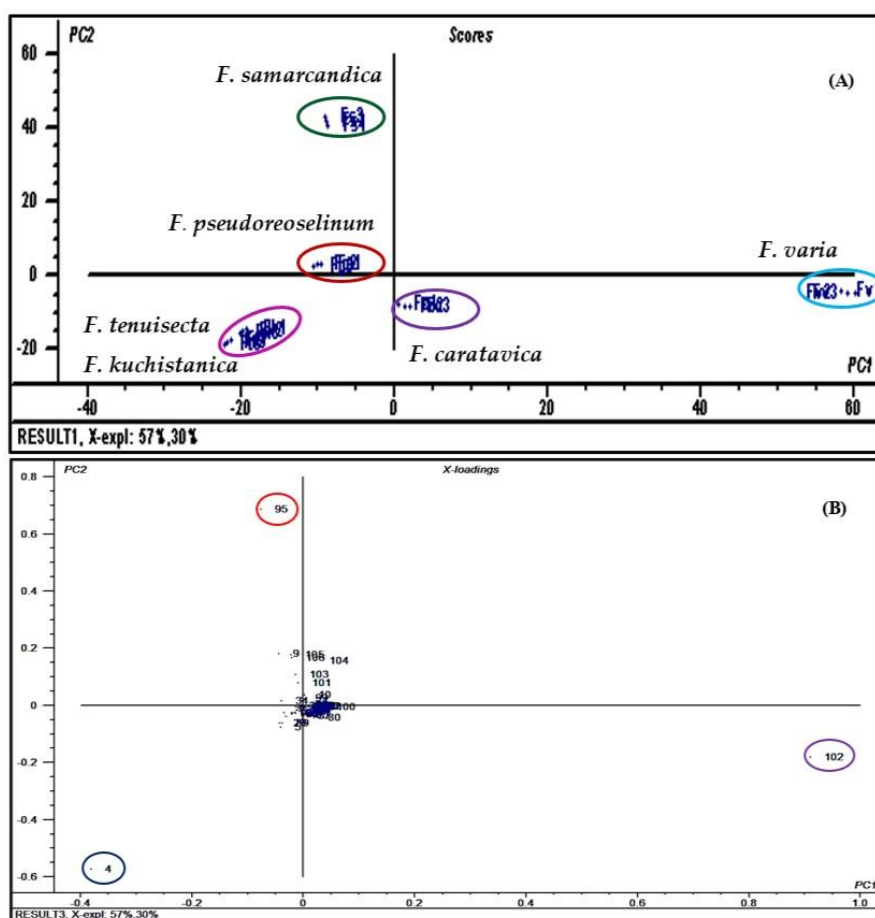 PC2
Scores
60
F. samarcandica
(A)
40
20
F. pseudoreoselinum
F. varia
0
F. tenuisecta
-20
F. kuchistanica
F. caratavica
PC1
-40 -20 0 20 40 60
RESULT1, X-expl: 57%,30%
PC2
X-loadings
0.8
95
(B)
0.6
0.4
0.2
9 105
104
103
101
0
100
80
-0.2
102
-0.4
4
-0.6
PC1
-0.4 -0.2 0 0.2 0.4 0.6 0.8 1.0
RESULT3, X-expl: 57%,30%